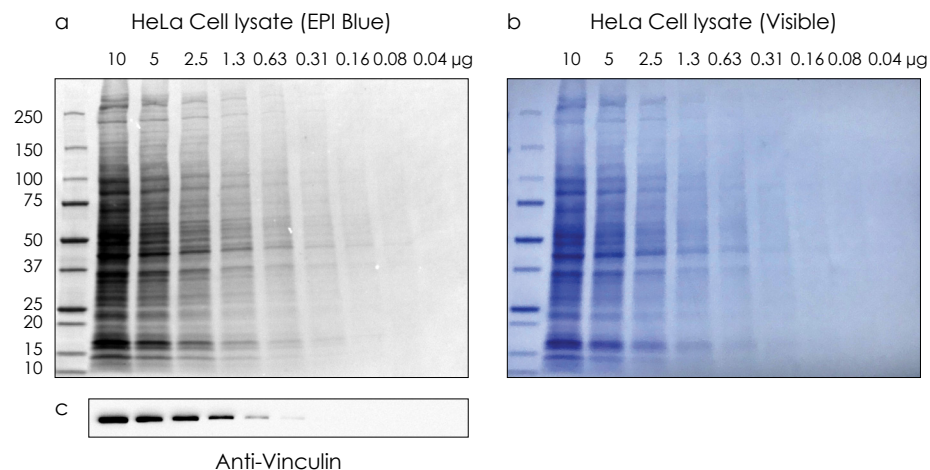 a HeLa Cell lysate (EPI Blue)
10 5 2.5 1.3 0.63 0.31 0.16 0.08 0.04 µg
250
150
100
75
50
37
25
20
15
10
b HeLa Cell lysate (Visible)
10 5 2.5 1.3 0.63 0.31 0.16 0.08 0.04 µg
c
Anti-Vinculin